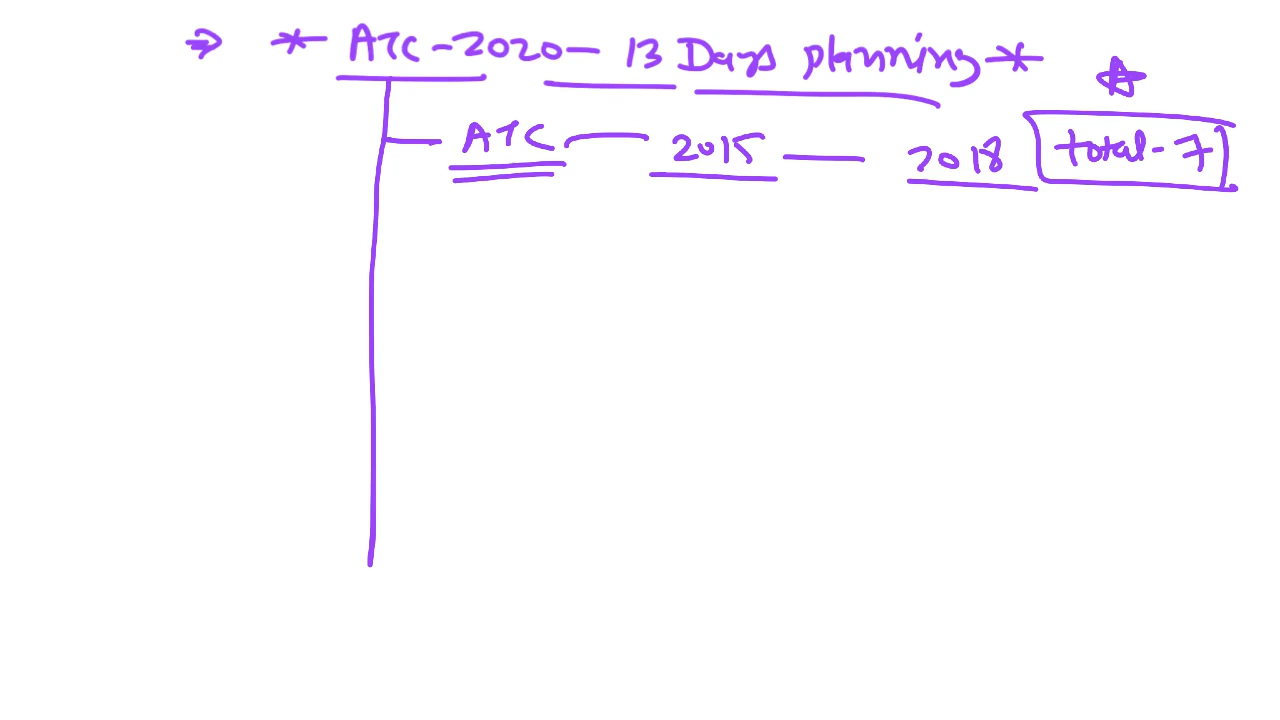 ⇒ * ATC - 2020 - 13 Days planning *
ATC - 2015 - 2018 total - 7